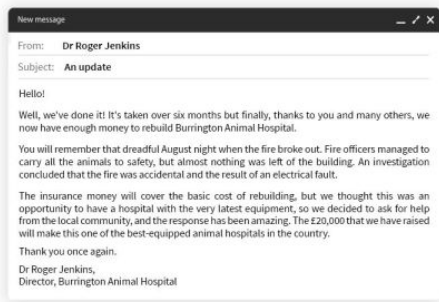 New message
From: Dr Roger Jenkins
Subject: An update
Hello!
Well, we've done it! It's taken over six months but finally, thanks to you and many others, we
now have enough money to rebuild Burrington Animal Hospital.
You will remember that dreadful August night when the fire broke out. Fire officers managed to
carry all the animals to safety, but almost nothing was left of the building. An investigation
concluded that the fire was accidental and the result of an electrical fault.
The insurance money will cover the basic cost of rebuilding, but we thought this was an
opportunity to have a hospital with the very latest equipment, so we decided to ask for help
from the local community, and the response has been amazing. The £20,000 that we have raised
will make this one of the best-equipped animal hospitals in the country.
Thank you once again.
Dr Roger Jenkins,
Director, Burrington Animal Hospital